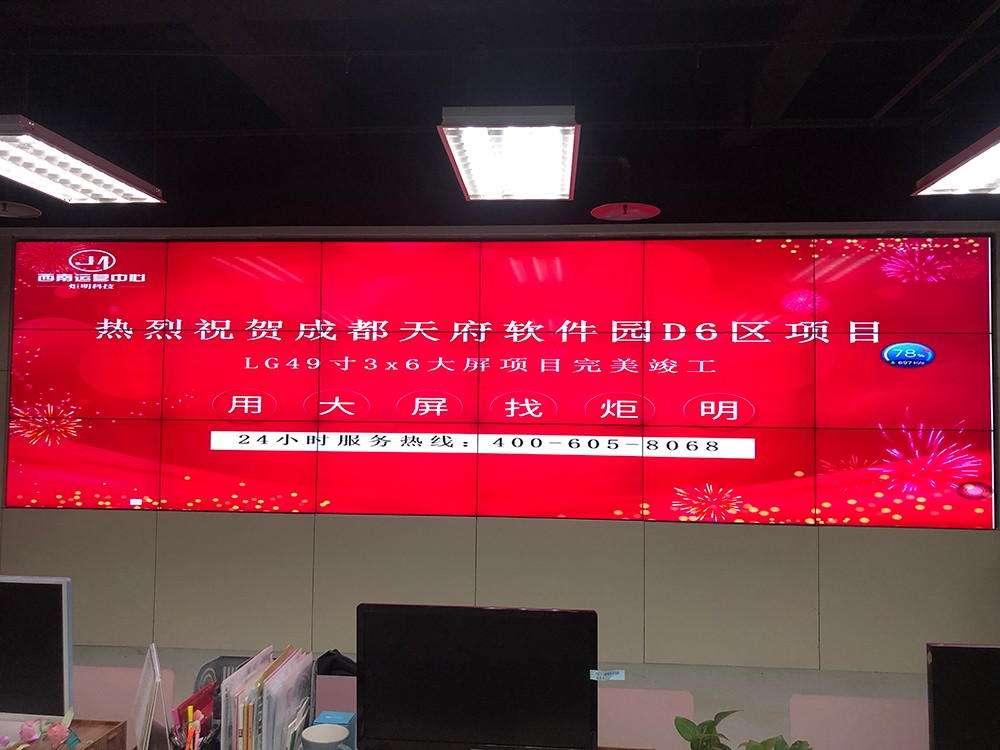 JM
西南运营中心
炬明科技
热烈祝贺成都天府软件园D6区项目
LG49寸3x6大屏项目完美竣工
78%
用大屏找炬明
24小时服务热线：400-605-8068